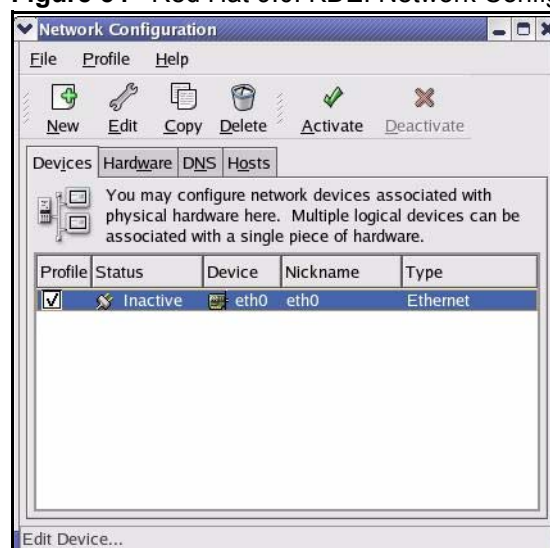 Red Hat 9.0: KDE: Network Config
Network Configuration
File Profile Help
New Edit Copy Delete Activate Deactivate
Devices Hardware DNS Hosts
You may configure network devices associated with
physical hardware here. Multiple logical devices can be
associated with a single piece of hardware.
Profile Status Device Nickname Type
Inactive eth0 eth0 Ethernet
Edit Device...